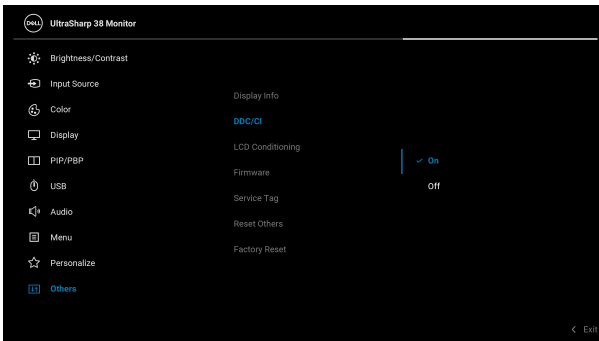 DELL
UltraSharp 38 Monitor
Brightness/Contrast
Input Source
Color
Display
PIP/PBP
USB
Audio
Menu
Personalize
Others
Display Info
DDC/CI
LCD Conditioning
Firmware
Service Tag
Reset Others
Factory Reset
On
Off
Exit